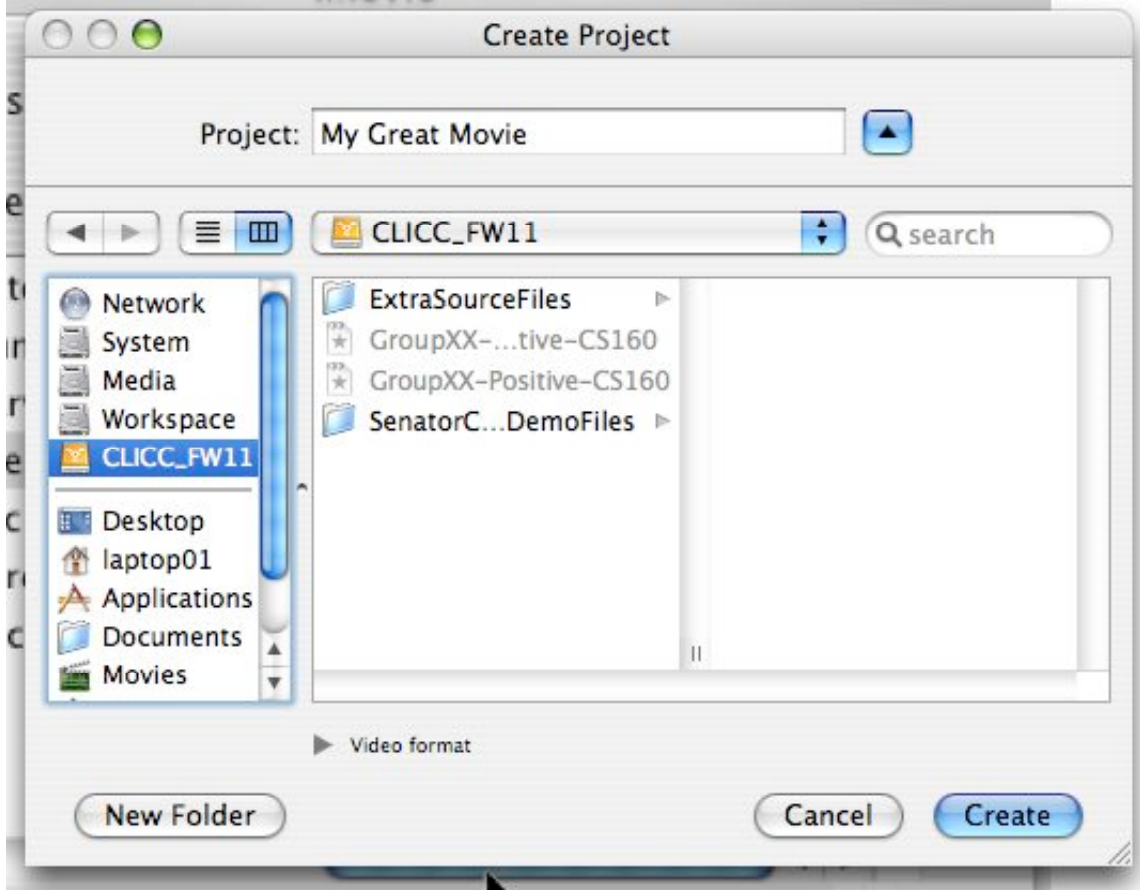 Create Project
Project: My Great Movie
CLICC_FW11
search
Network
System
Media
Workspace
CLICC_FW11
Desktop
laptop01
Applications
Documents
Movies
ExtraSourceFiles
GroupXX-...tive-CS160
GroupXX-Positive-CS160
SenatorC...DemoFiles
Video format
New Folder
Cancel
Create